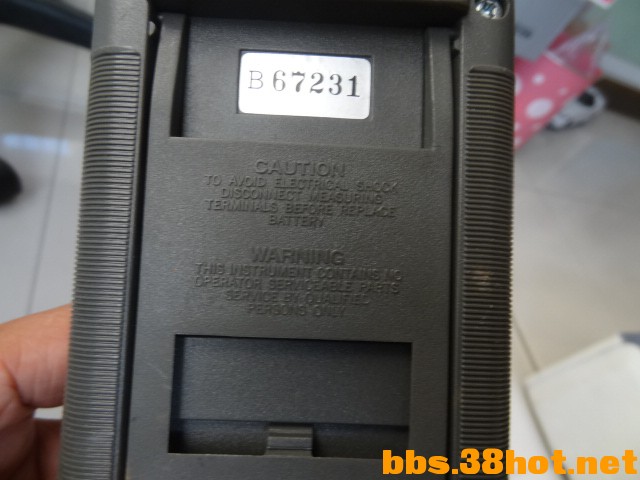 B 67231
CAUTION
TO AVOID ELECTRICAL SHOCK
DISCONNECT MEASURING
TERMINALS BEFORE REPLACE
BATTERY
WARNING
THIS INSTRUMENT CONTAINS NO
OPERATOR SERVICEABLE PARTS
SERVICE BY QUALIFIED
PERSONS ONLY
bbs.38hot.net